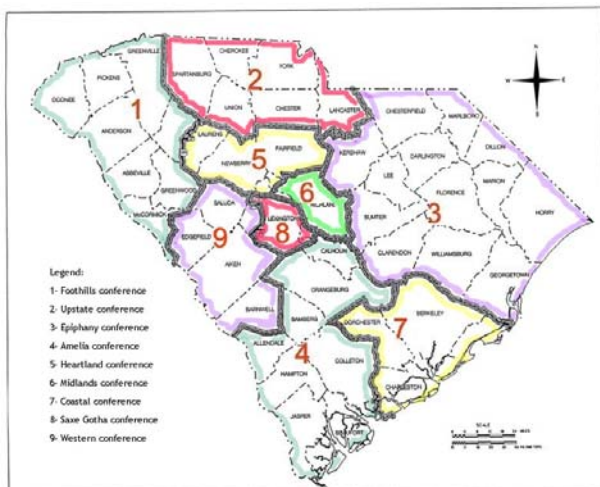 GREENVILLE
CHEROKEE
YORK
PICKENS
SPARTANBURG
2
OCONEE
1
UNION
CHESTER
LANCASTER
ANDERSON
LAURENS
CHESTERFIELD
MARLBORO
FAIRFIELD
KERSHAW
DILLON
NEWBERRY
5
DARLINGTON
ABBEVILLE
LEE
MARION
GREENWOOD
6
FLORENCE
RICHLAND
McCORMICK
SALUDA
LEXINGTON
SUMTER
3
HORRY
EDGEFIELD
9
8
CALHOUN
CLARENDON
WILLIAMSBURG
AIKEN
ORANGEBURG
GEORGETOWN
BARNWELL
BAMBERG
BERKELEY
DORCHESTER
7
ALLENDALE
4
COLLETON
HAMPTON
CHARLESTON
JASPER
BEAUFORT
N
W
E
S
Legend:
1- Foothills conference
2- Upstate conference
3- Epiphany conference
4- Amelia conference
5- Heartland conference
6- Midlands conference
7- Coastal conference
8- Saxe Gotha conference
9- Western conference
SCALE